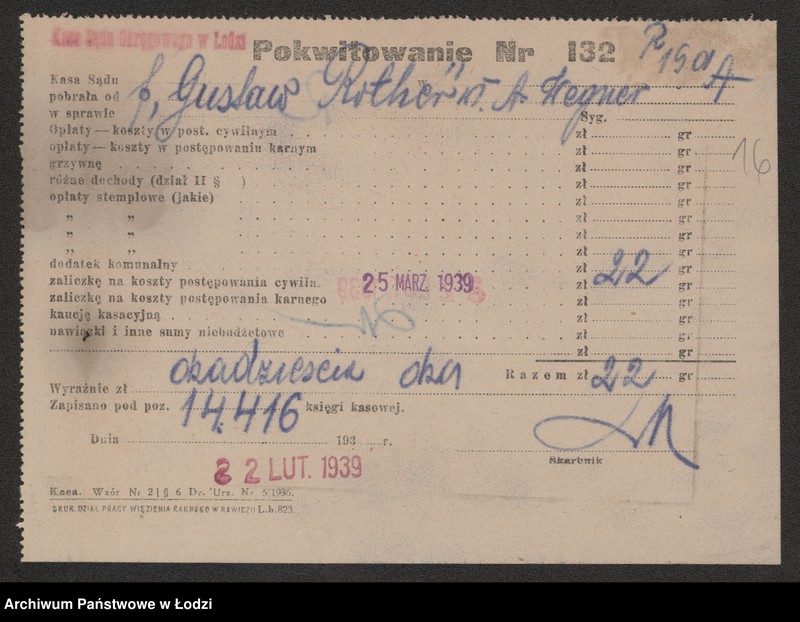 Kasa Sądu Okręgowego w Łodzi
Pokwitowanie Nr 132
Kasa Sądu w
pobrała od f, Gustaw Rother" w. A. Wegner
w sprawie Syg.
Opłaty — koszty w post. cywilnym zł gr
opłaty — koszty w postępowaniu karnym zł gr
16
grzywnę zł gr
różne dochody (dział II § ) zł gr
opłaty stemplowe (jakie) zł gr
„ „ zł gr
„ „ zł gr
„ „ zł gr
dodatek komunalny zł gr
zaliczkę na koszty postępowania cywiln. 25 MARZ. 1939 zł 22 gr
zaliczkę na koszty postępowania karnego zł gr
kaucję kasacyjną zł gr
nawiązki i inne sumy niebudżetowe zł gr
zł gr
Wyraźnie zł dwadzieścia dwa Razem zł 22 gr
Zapisano pod poz. 14.416 księgi kasowej.
Dnia 193 r.
22 LUT. 1939
Skarbnik
Kasa. Wzór Nr 2 | § 6 Dz. Urz. Nr 5/1936.
DRUK. DZIAŁ PRACY WIĘZIENIA KARNEGO W RAWICZU L.b.823.
Archiwum Państwowe w Łodzi